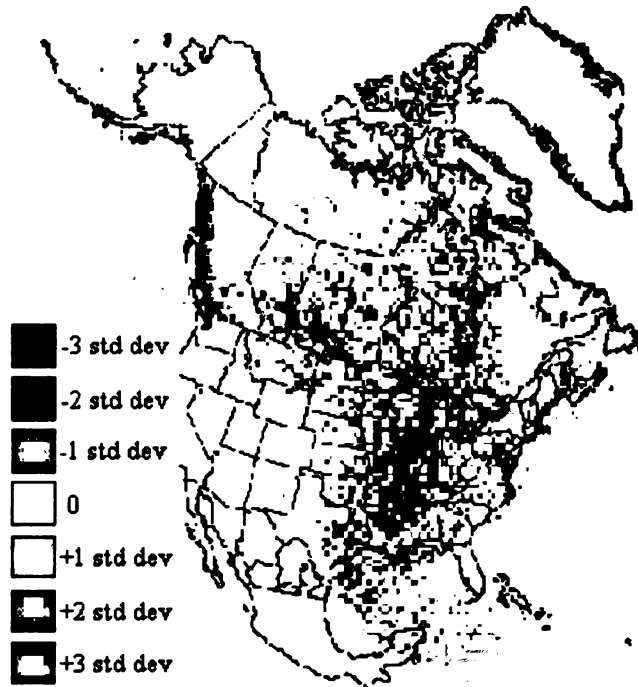 -3 std dev
-2 std dev
-1 std dev
0
+1 std dev
+2 std dev
+3 std dev